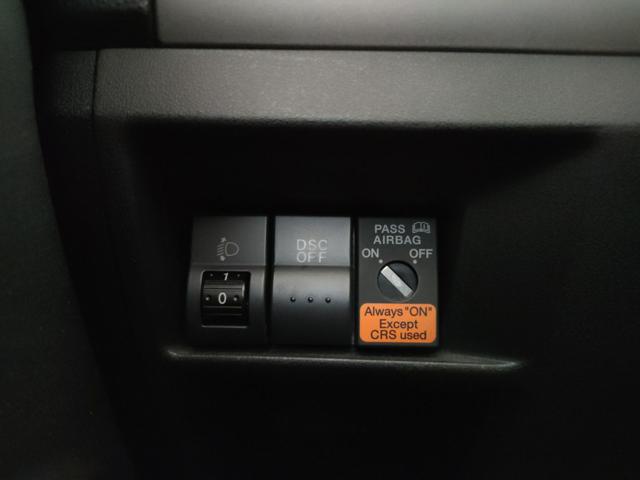 1
0
DSC
OFF
PASS
AIRBAG
ON OFF
Always "ON"
Except
CRS used